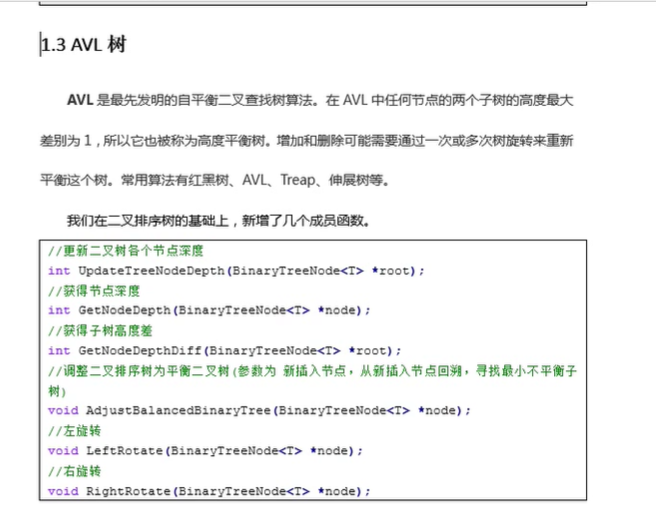 1.3 AVL 树
AVL 是最先发明的自平衡二叉查找树算法。在 AVL 中任何节点的两个子树的高度最大
差别为 1，所以它也被称为高度平衡树。增加和删除可能需要通过一次或多次树旋转来重新
平衡这个树。常用算法有红黑树、AVL、Treap、伸展树等。
我们在二叉排序树的基础上，新增了几个成员函数。
//更新二叉树各个节点深度
int UpdateTreeNodeDepth(BinaryTreeNode<T> *root);
//获得节点深度
int GetNodeDepth(BinaryTreeNode<T> *node);
//获得子树高度差
int GetNodeDepthDiff(BinaryTreeNode<T> *root);
//调整二叉排序树为平衡二叉树(参数为 新插入节点，从新插入节点回溯，寻找最小不平衡子
树)
void AdjustBalancedBinaryTree(BinaryTreeNode<T> *node);
//左旋转
void LeftRotate(BinaryTreeNode<T> *node);
//右旋转
void RightRotate(BinaryTreeNode<T> *node);